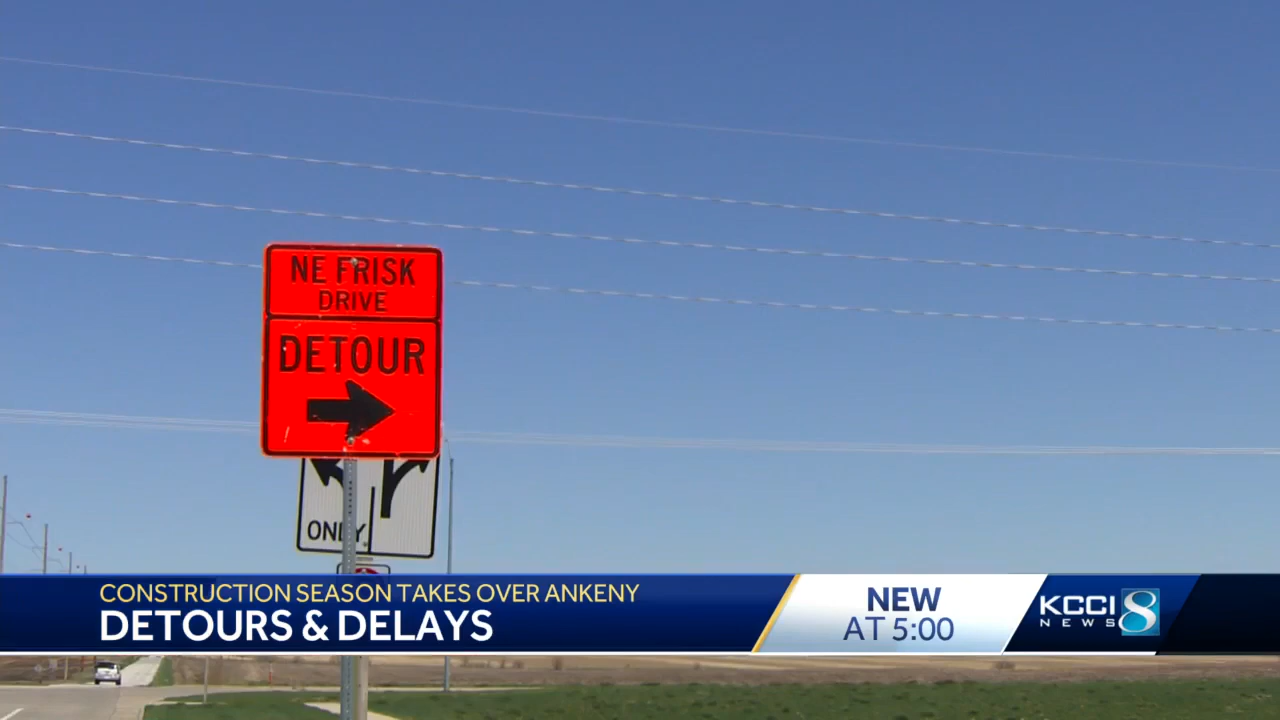 NE FRISK
DRIVE
DETOUR
ONLY
CONSTRUCTION SEASON TAKES OVER ANKENY
DETOURS & DELAYS
NEW
AT 5:00
KCCI 8
NEWS